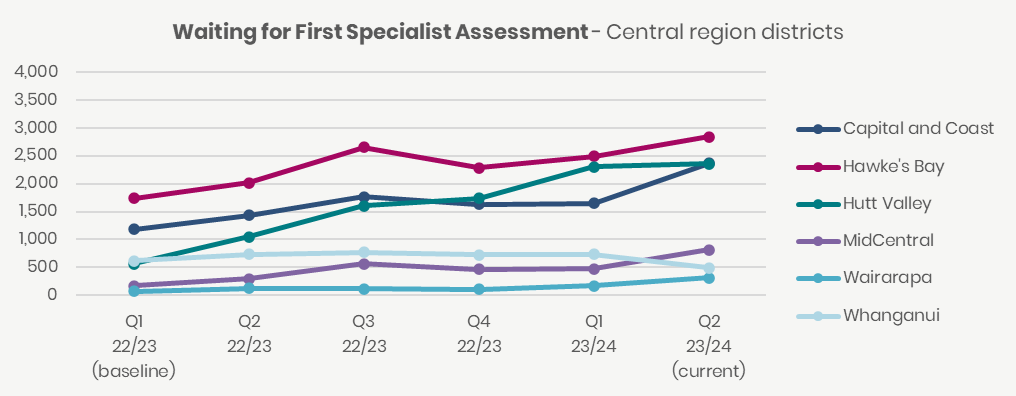 Waiting for First Specialist Assessment - Central region districts
4,000
3,500
3,000
2,500
2,000
1,500
1,000
500
0
Q1 22/23 (baseline)
Q2 22/23
Q3 22/23
Q4 22/23
Q1 23/24
Q2 23/24 (current)
Capital and Coast
Hawke's Bay
Hutt Valley
MidCentral
Wairarapa
Whanganui